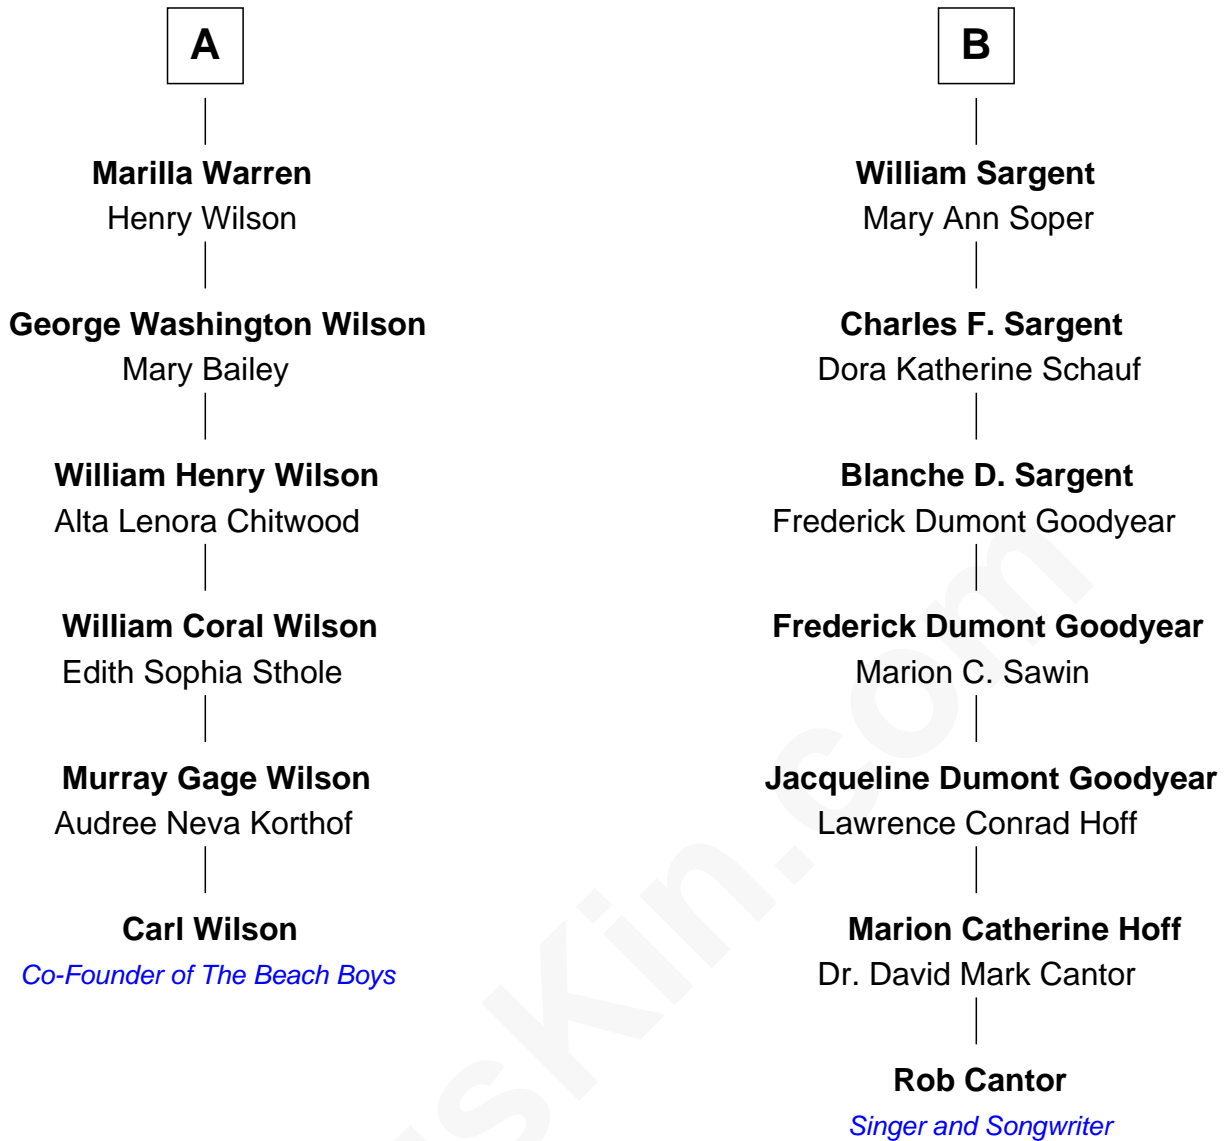 A
Marilla Warren
Henry Wilson
George Washington Wilson
Mary Bailey
William Henry Wilson
Alta Lenora Chitwood
William Coral Wilson
Edith Sophia Sthole
Murray Gage Wilson
Audree Neva Korthof
Carl Wilson
Co-Founder of The Beach Boys
B
William Sargent
Mary Ann Soper
Charles F. Sargent
Dora Katherine Schauf
Blanche D. Sargent
Frederick Dumont Goodyear
Frederick Dumont Goodyear
Marion C. Sawin
Jacqueline Dumont Goodyear
Lawrence Conrad Hoff
Marion Catherine Hoff
Dr. David Mark Cantor
Rob Cantor
Singer and Songwriter
sKin.com